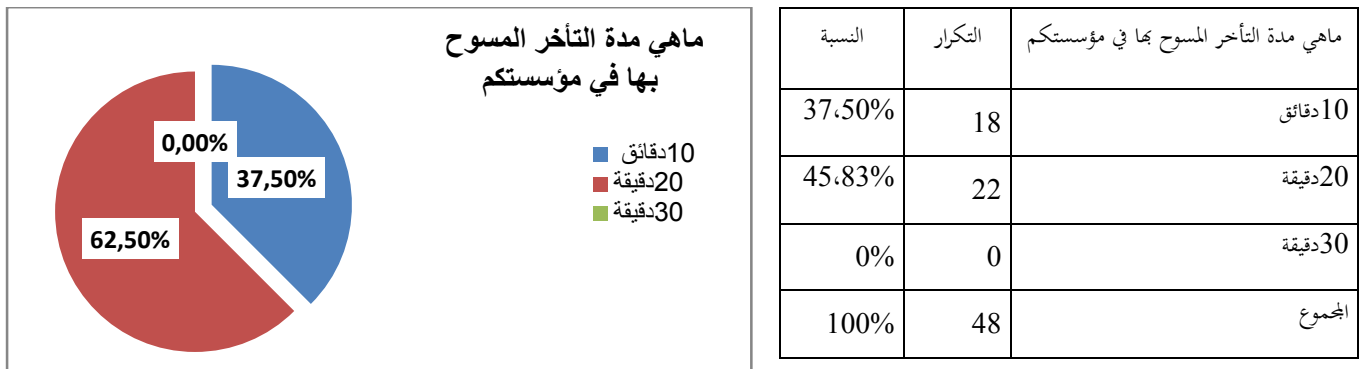 ماهي مدة التأخر المسوح
بها في مؤسستكم
0,00%
37,50%
62,50%
10دقائق
20دقيقة
30دقيقة
ماهي مدة التأخر المسوح بها في مؤسستكم التكرار النسبة
10دقائق 18 37،50%
20دقيقة 22 45،83%
30دقيقة 0 0%
المجموع 48 100%